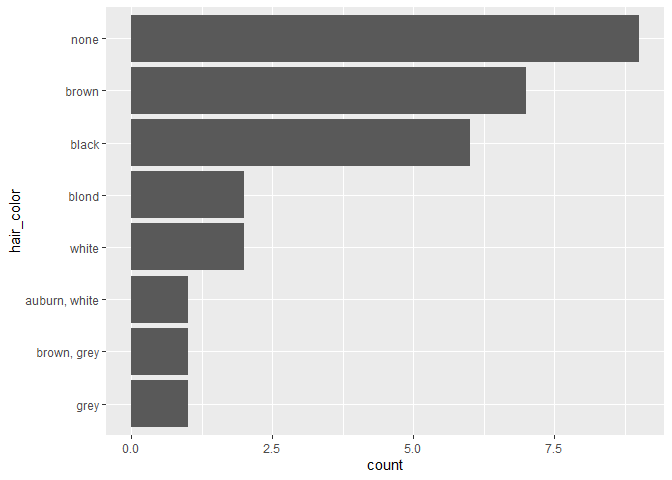 none
brown
black
blond
white
auburn, white
brown, grey
grey
hair_color
0.0 2.5 5.0 7.5
count